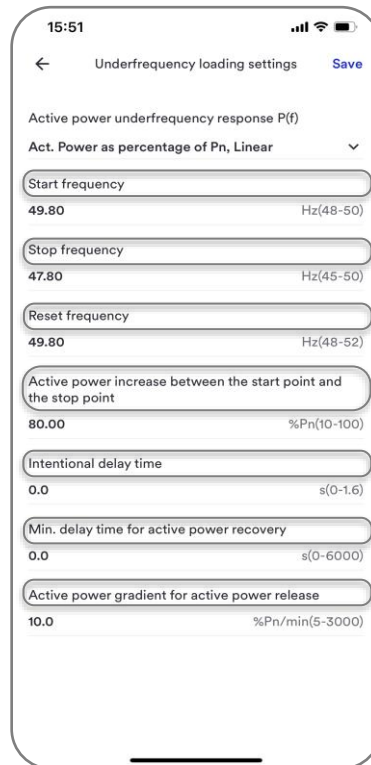 15:51
Underfrequency loading settings Save
Active power underfrequency response P(f)
Act. Power as percentage of Pn, Linear
Start frequency
49.80 Hz(48-50)
Stop frequency
47.80 Hz(45-50)
Reset frequency
49.80 Hz(48-52)
Active power increase between the start point and
the stop point
80.00 %Pn(10-100)
Intentional delay time
0.0 s(0-1.6)
Min. delay time for active power recovery
0.0 s(0-6000)
Active power gradient for active power release
10.0 %Pn/min(5-3000)